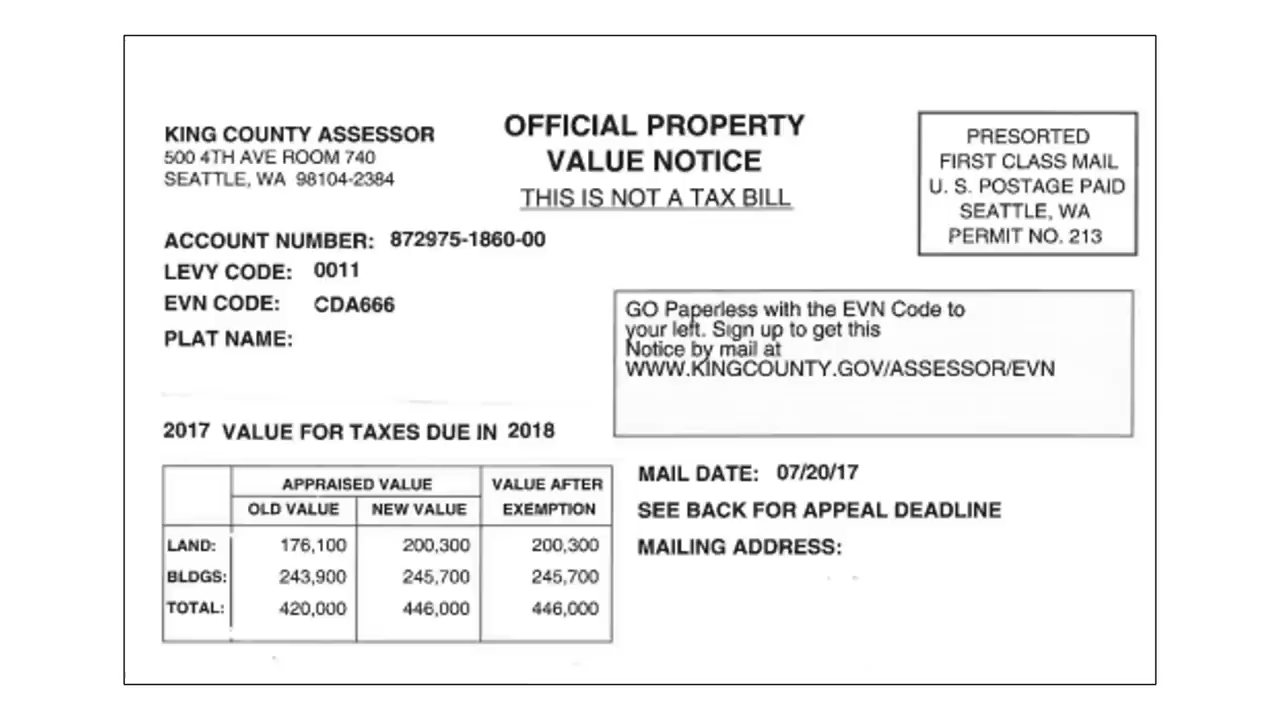 KING COUNTY ASSESSOR
500 4TH AVE ROOM 740
SEATTLE, WA 98104-2384
OFFICIAL PROPERTY
VALUE NOTICE
THIS IS NOT A TAX BILL
PRESORTED
FIRST CLASS MAIL
U. S. POSTAGE PAID
SEATTLE, WA
PERMIT NO. 213
ACCOUNT NUMBER: 872975-1860-00
LEVY CODE: 0011
EVN CODE: CDA666
PLAT NAME:
GO Paperless with the EVN Code to
your left. Sign up to get this
Notice by mail at
WWW.KINGCOUNTY.GOV/ASSESSOR/EVN
2017 VALUE FOR TAXES DUE IN 2018
APPRAISED VALUE VALUE AFTER
OLD VALUE NEW VALUE EXEMPTION
LAND: 176,100 200,300 200,300
BLDGS: 243,900 245,700 245,700
TOTAL: 420,000 446,000 446,000
MAIL DATE: 07/20/17
SEE BACK FOR APPEAL DEADLINE
MAILING ADDRESS: